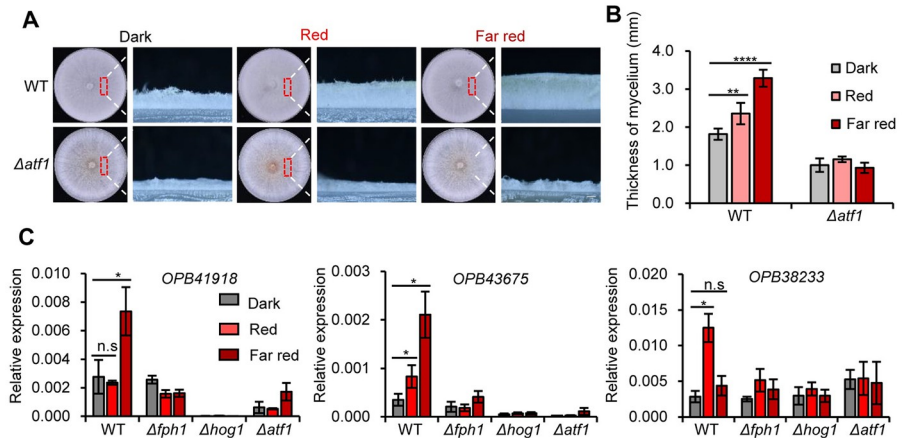 A
Dark
Red
Far red
WT
Δatf1
B
Thickness of mycelium (mm)
4.0
3.0
2.0
1.0
0.0
**
****
Dark
Red
Far red
WT
Δatf1
C
Relative expression
0.010
0.008
0.006
0.004
0.002
0.000
OPB41918
*
n.s
Dark
Red
Far red
WT
Δfph1
Δhog1
Δatf1
Relative expression
0.003
0.002
0.001
0.000
OPB43675
*
*
WT
Δfph1
Δhog1
Δatf1
Relative expression
0.020
0.015
0.010
0.005
0.000
OPB38233
n.s
*
WT
Δfph1
Δhog1
Δatf1